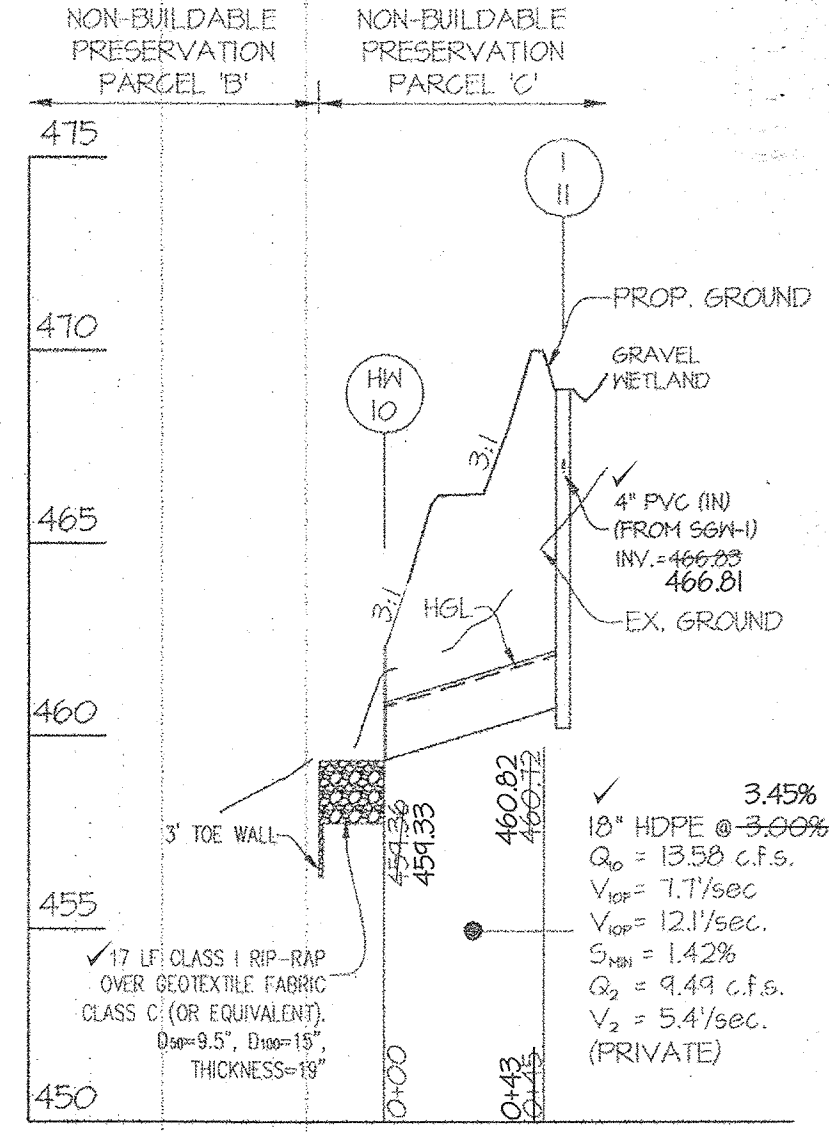 NON-BUILDABLE
PRESERVATION
PARCEL 'B'
NON-BUILDABLE
PRESERVATION
PARCEL 'C'
475
470
465
460
455
450
I
11
HW
10
PROP. GROUND
GRAVEL
WETLAND
3:1
3:1
✓
4" PVC (IN)
(FROM SGW-1)
INV.=466.83
466.81
EX. GROUND
HGL
3' TOE WALL
459.36
459.33
460.82
460.72
✓ 3.45%
18" HDPE @ 3.00%
Q10 = 13.58 c.f.s.
V10F= 7.7'/sec
V10P= 12.1'/sec.
SMIN = 1.42%
Q2 = 9.49 c.f.s.
V2 = 5.4'/sec.
(PRIVATE)
✓17 LF CLASS I RIP-RAP
OVER GEOTEXTILE FABRIC
CLASS C (OR EQUIVALENT).
D50=9.5", D100=15",
THICKNESS=19"
0+00
0+43
0+45